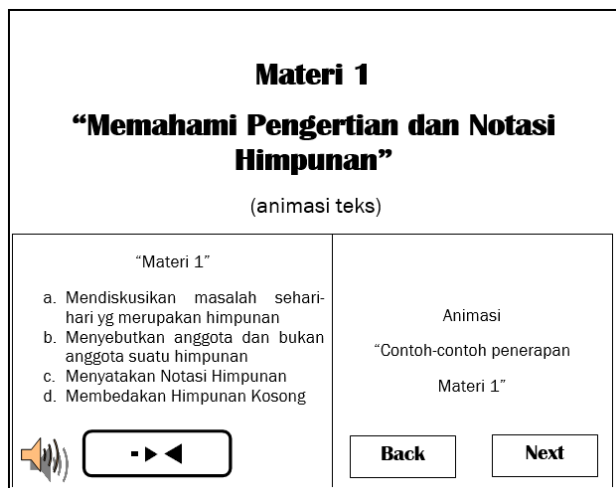 Materi 1
“Memahami Pengertian dan Notasi
Himpunan”
(animasi teks)
“Materi 1”
a. Mendiskusikan masalah sehari-
hari yg merupakan himpunan
b. Menyebutkan anggota dan bukan
anggota suatu himpunan
c. Menyatakan Notasi Himpunan
d. Membedakan Himpunan Kosong
Animasi
“Contoh-contoh penerapan
Materi 1”
Back
Next